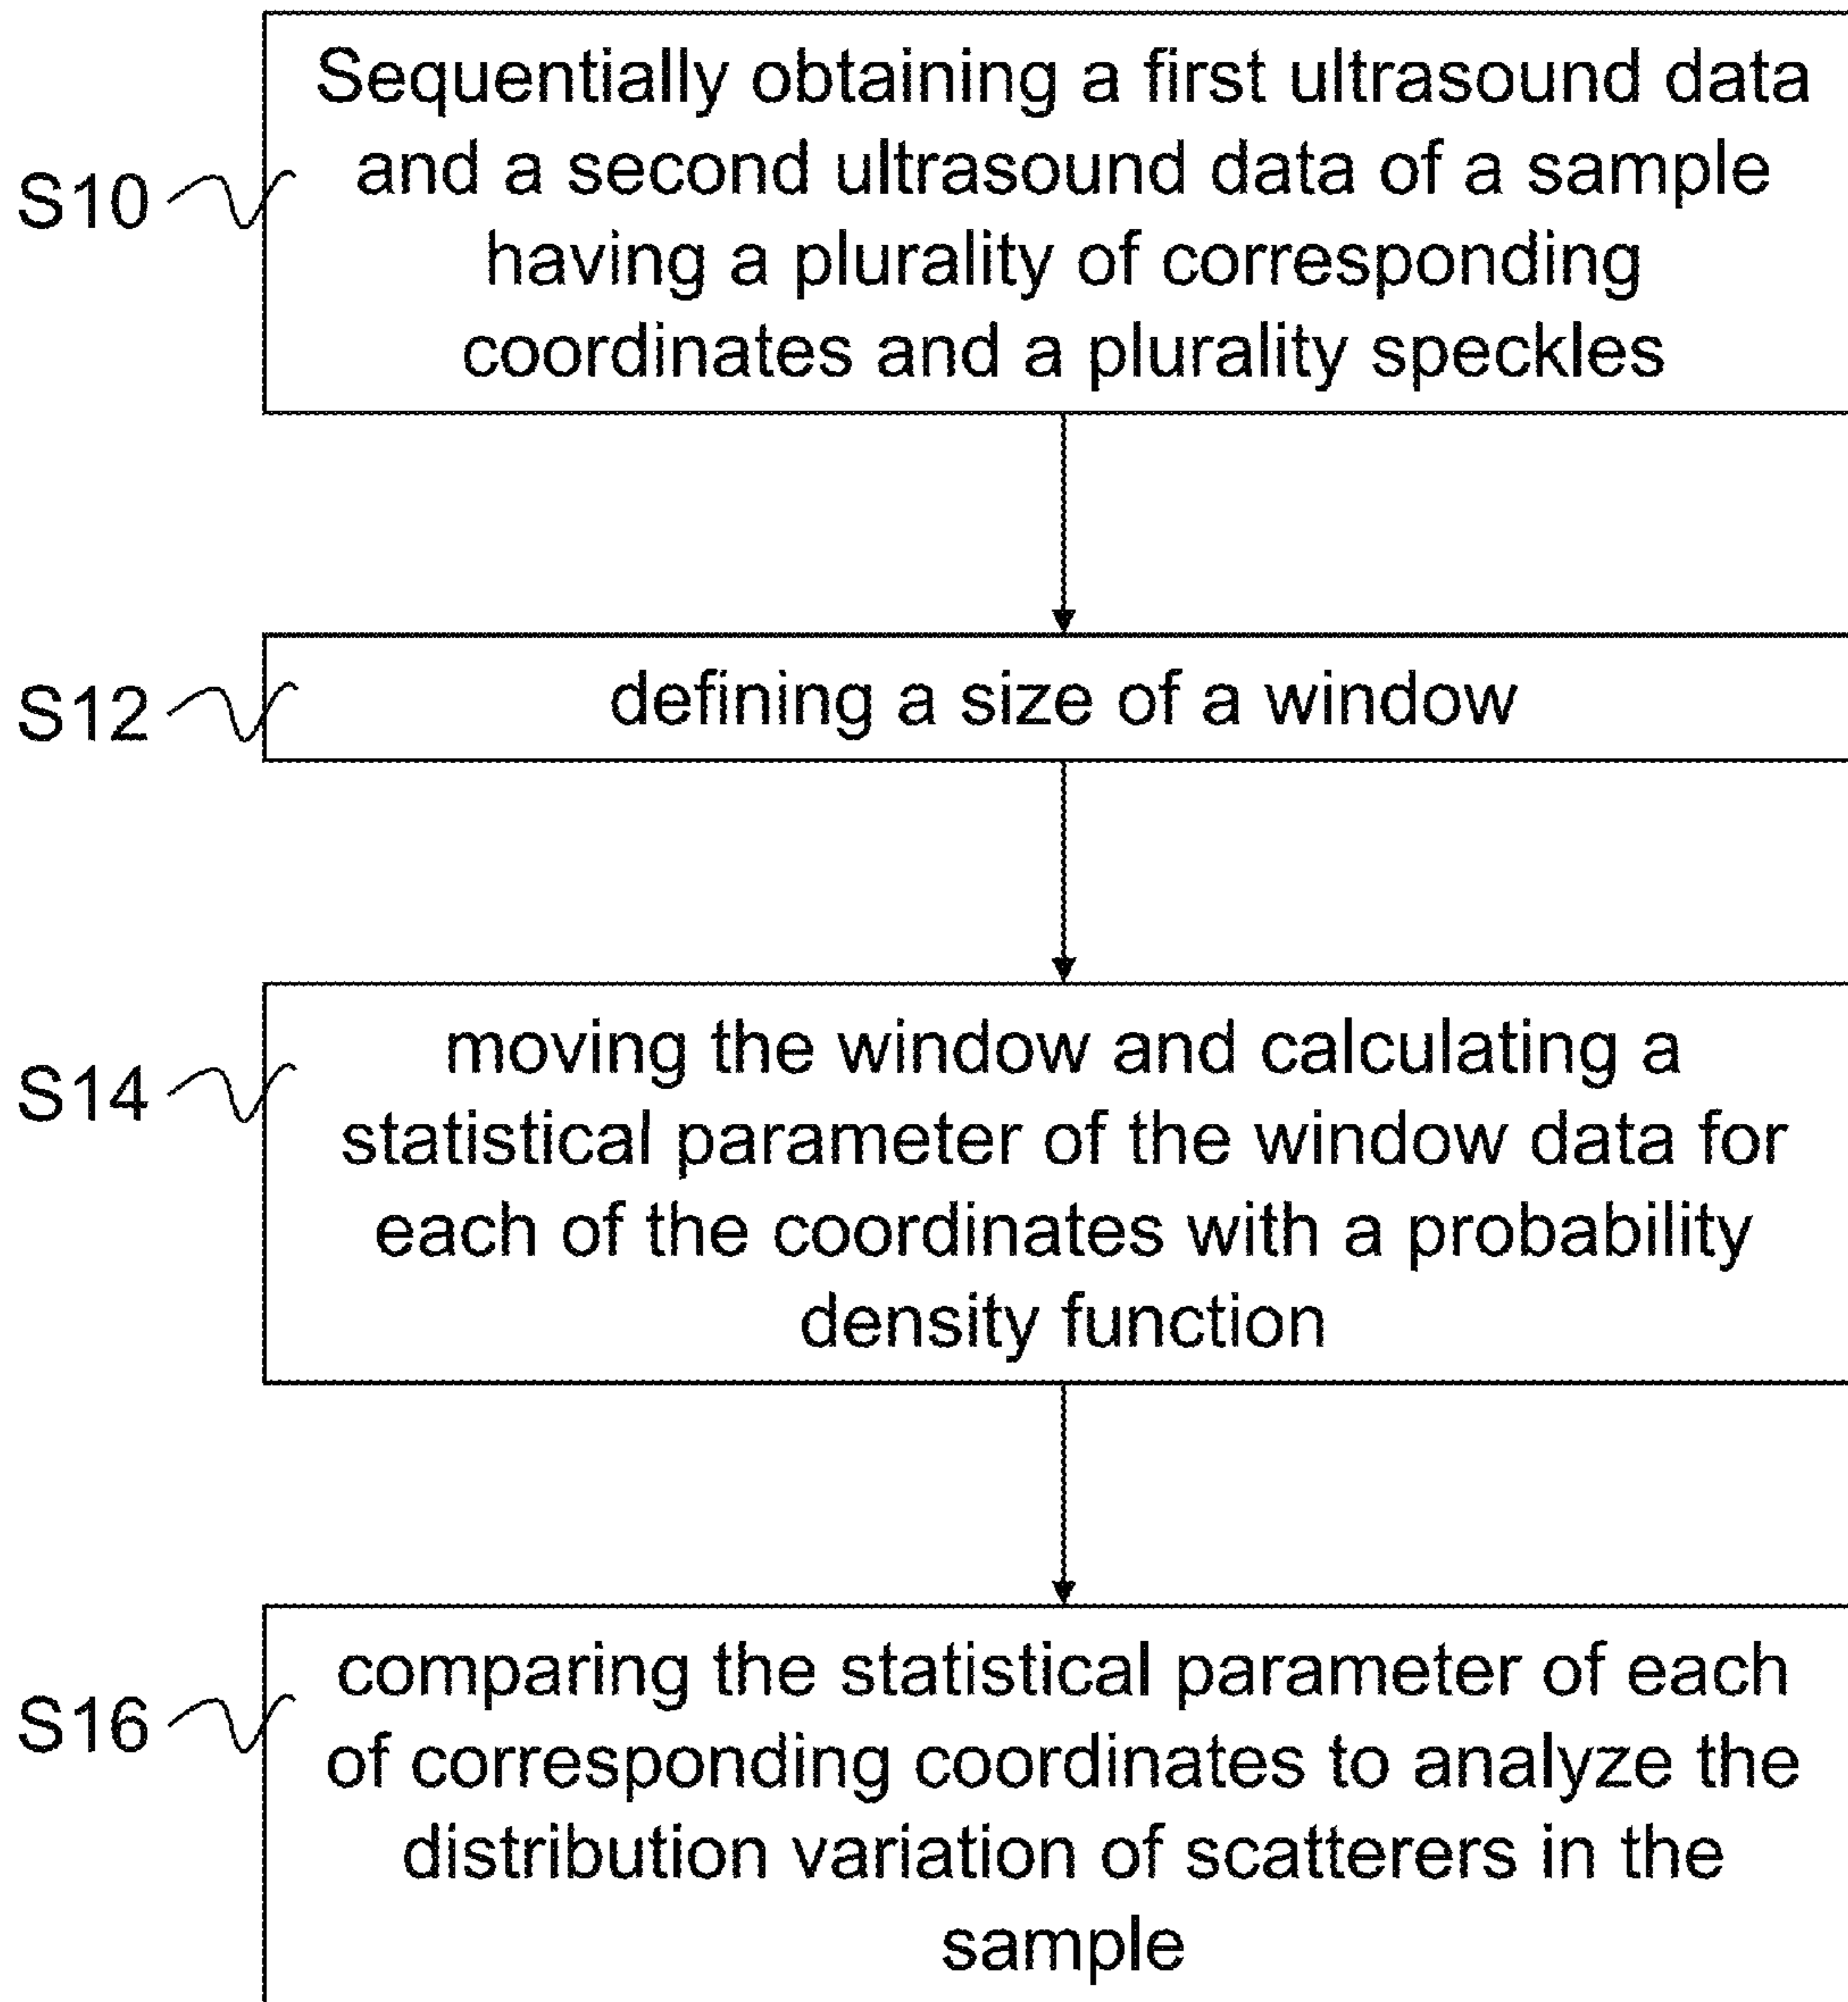 Sequentially obtaining a first ultrasound data
and a second ultrasound data of a sample
having a plurality of corresponding
coordinates and a plurality speckles
S10
defining a size of a window
S12
moving the window and calculating a
statistical parameter of the window data for
each of the coordinates with a probability
density function
S14
comparing the statistical parameter of each
of corresponding coordinates to analyze the
distribution variation of scatterers in the
sample
S16